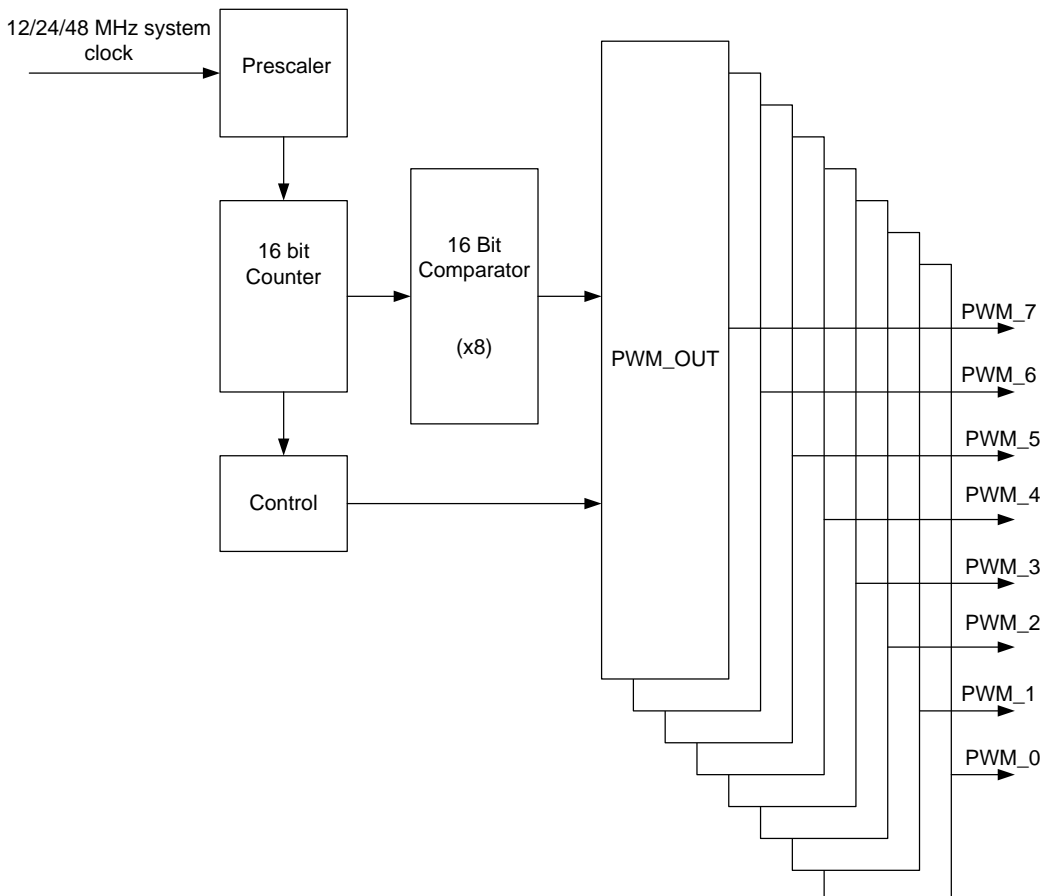 12/24/48 MHz system
clock
Prescaler
16 bit
Counter
16 Bit
Comparator
(x8)
Control
PWM_OUT
PWM_7
PWM_6
PWM_5
PWM_4
PWM_3
PWM_2
PWM_1
PWM_0